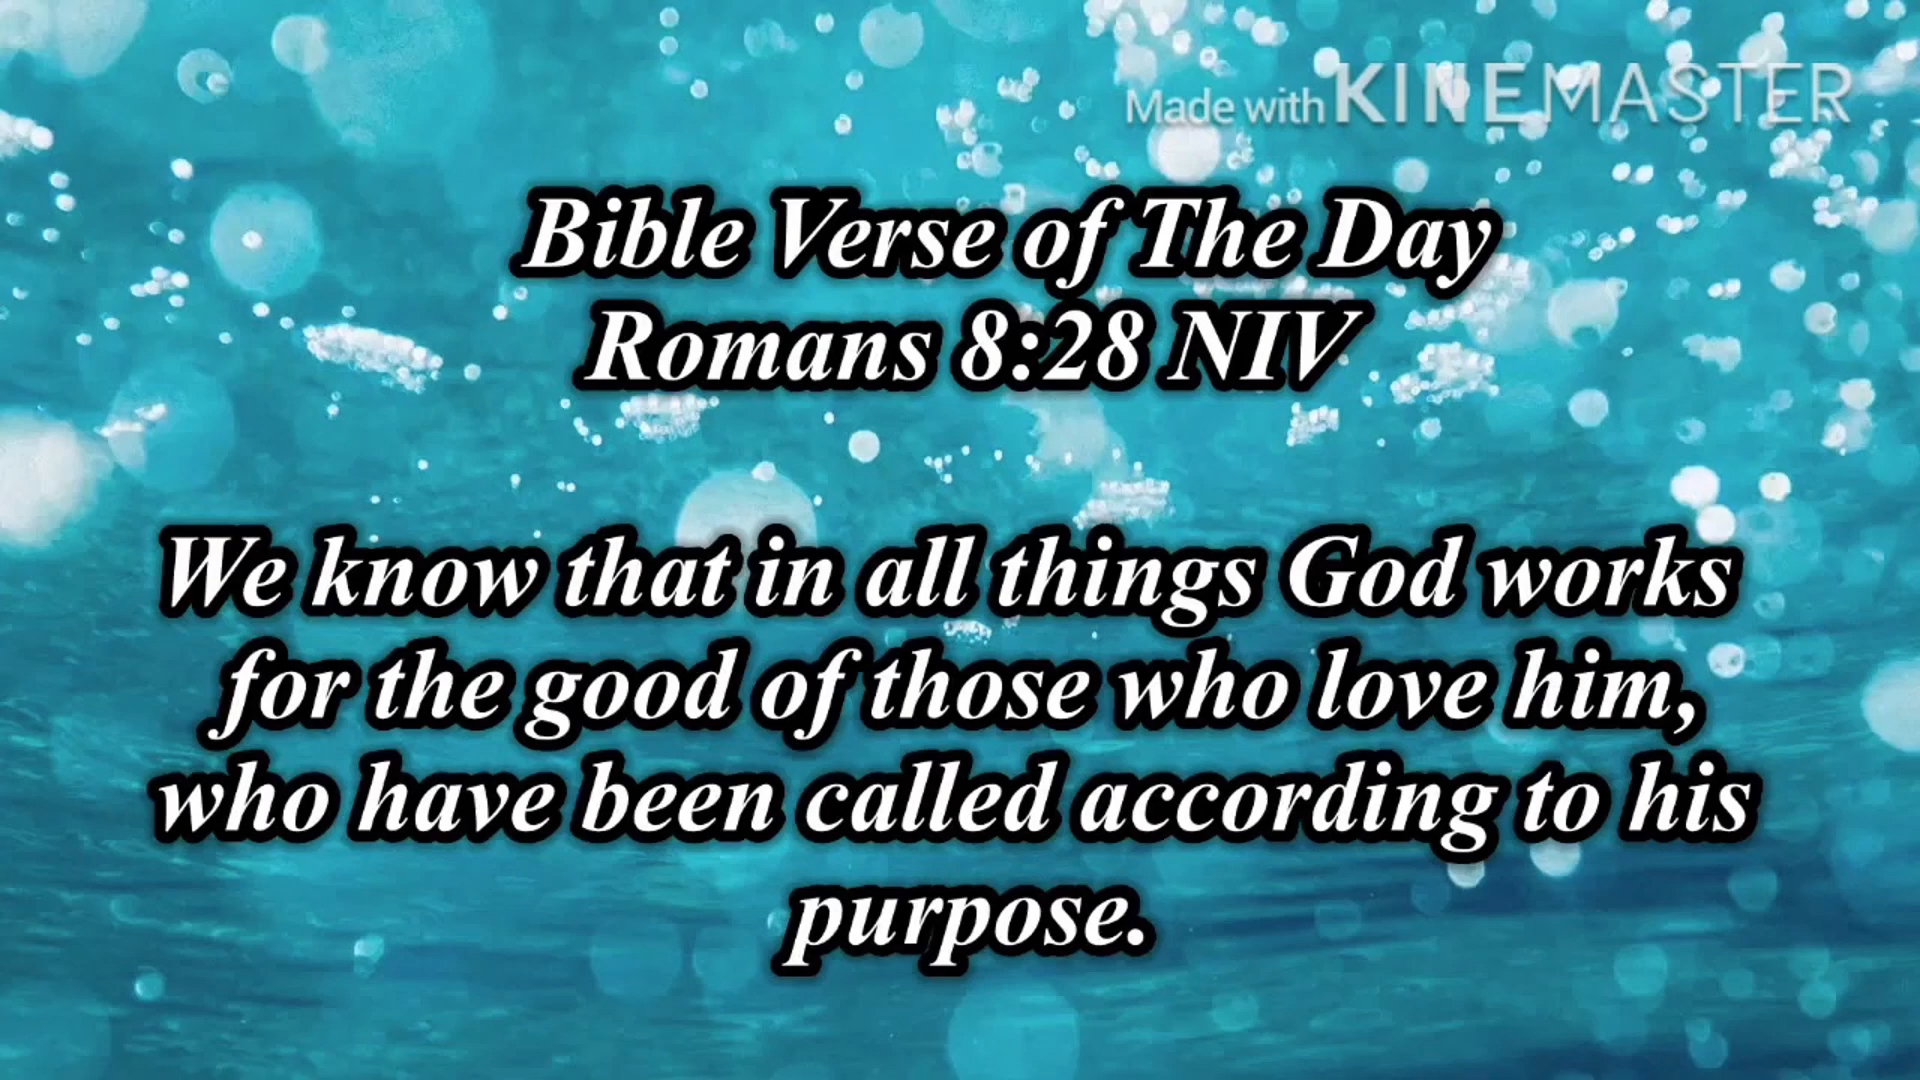 Made with KINEMASTER
Bible Verse of The Day
Romans 8:28 NIV
We know that in all things God works
for the good of those who love him,
who have been called according to his
purpose.